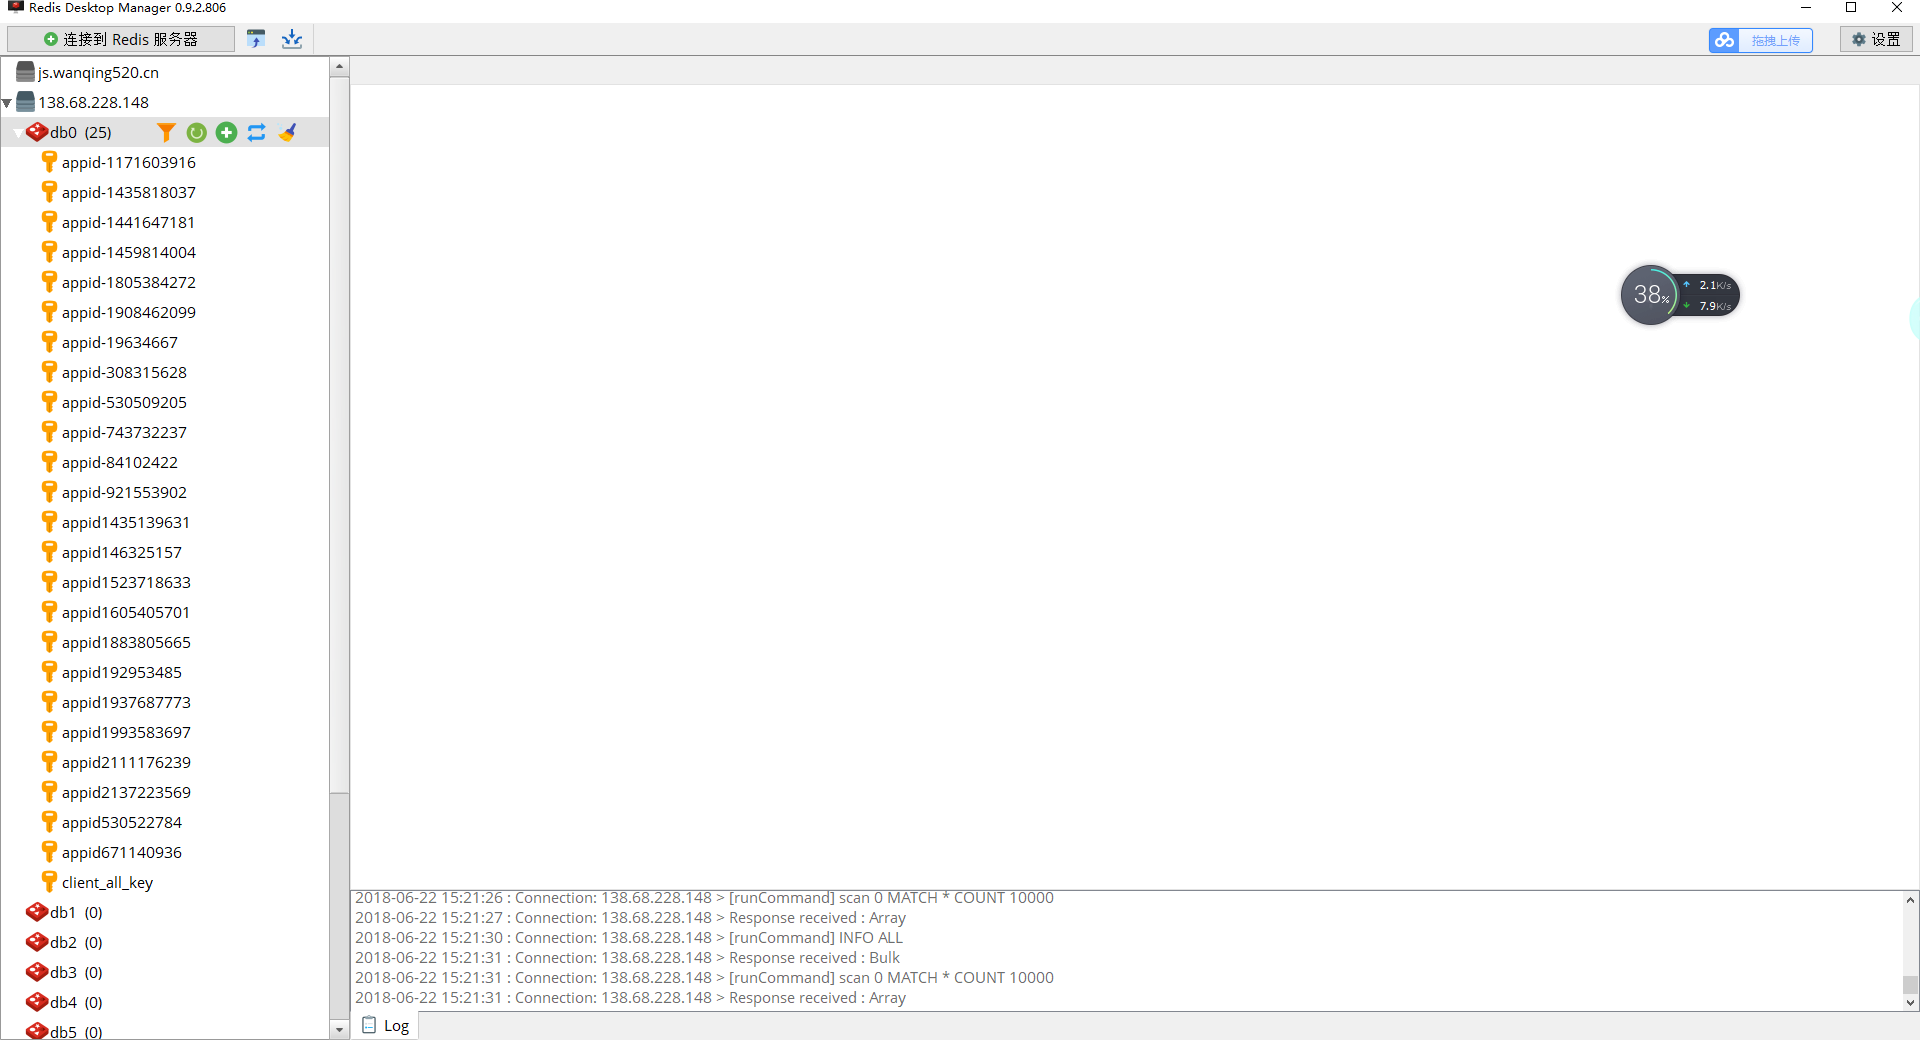 Redis Desktop Manager 0.9.2.806
连接到 Redis 服务器
拖拽上传
设置
js.wanqing520.cn
138.68.228.148
db0 (25)
appid-1171603916
appid-1435818037
appid-1441647181
appid-1459814004
appid-1805384272
appid-1908462099
appid-19634667
appid-308315628
appid-530509205
appid-743732237
appid-84102422
appid-921553902
appid1435139631
appid146325157
appid1523718633
appid1605405701
appid1883805665
appid192953485
appid1937687773
appid1993583697
appid2111176239
appid2137223569
appid530522784
appid671140936
client_all_key
db1 (0)
db2 (0)
db3 (0)
db4 (0)
db5 (0)
38%
2.1K/s
7.9K/s
2018-06-22 15:21:26 : Connection: 138.68.228.148 > [runCommand] scan 0 MATCH * COUNT 10000
2018-06-22 15:21:27 : Connection: 138.68.228.148 > Response received : Array
2018-06-22 15:21:30 : Connection: 138.68.228.148 > [runCommand] INFO ALL
2018-06-22 15:21:31 : Connection: 138.68.228.148 > Response received : Bulk
2018-06-22 15:21:31 : Connection: 138.68.228.148 > [runCommand] scan 0 MATCH * COUNT 10000
2018-06-22 15:21:31 : Connection: 138.68.228.148 > Response received : Array
Log